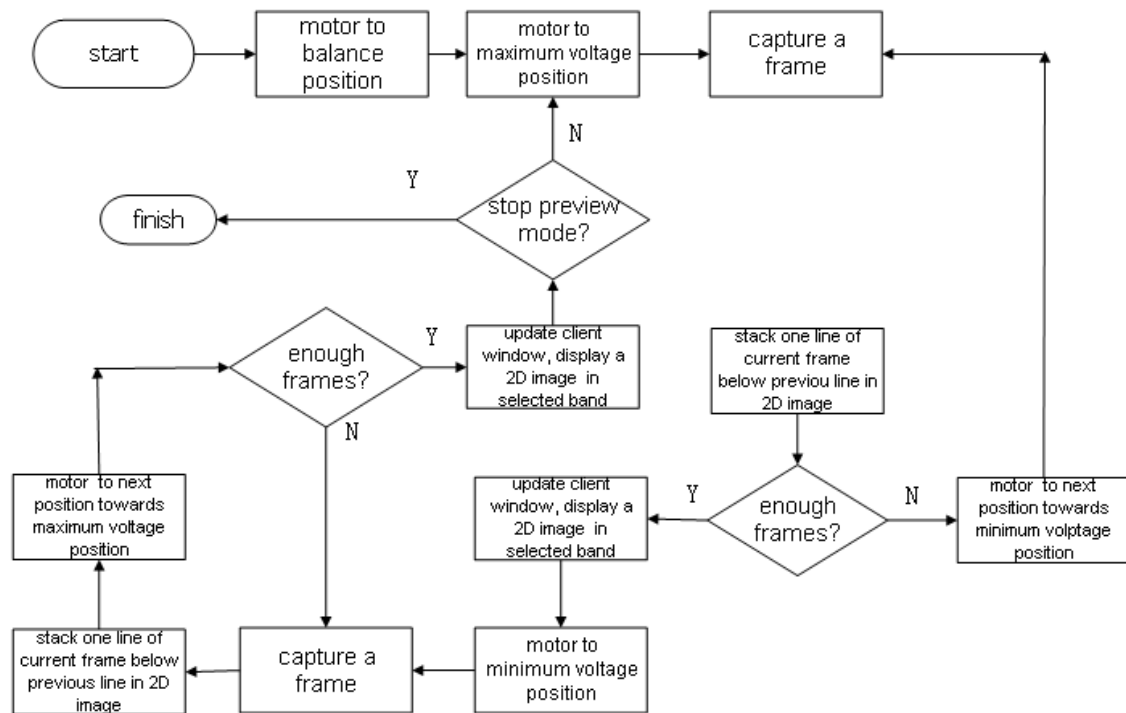 start
motor to
balance
position
motor to
maximum voltage
position
capture a
frame
N
Y
stop preview
mode?
finish
enough
frames?
Y
N
update client
window, display a
2D image in
selected band
stack one line of
current frame
below previou line in
2D image
motor to next
position towards
maximum voltage
position
update client
window, display a
2D image in
selected band
Y
enough
frames?
N
motor to next
position towards
minimum volptage
position
stack one line of
current frame below
previous line in 2D
image
capture a
frame
motor to
minimum voltage
position